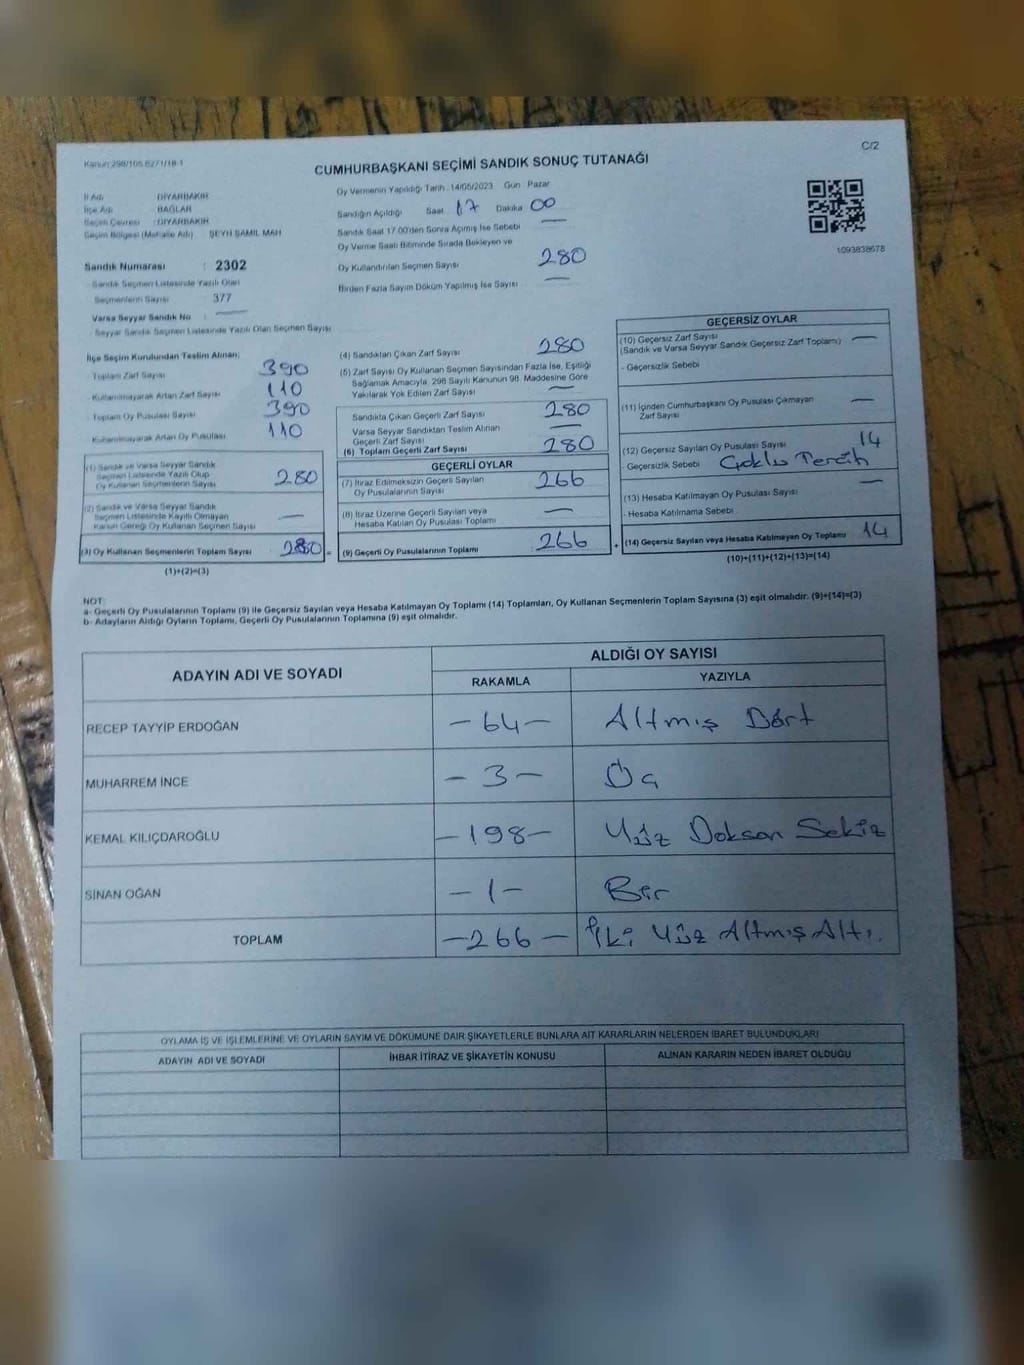 Kanun:298/105,6271/18-1
C/2
CUMHURBAŞKANI SEÇİMİ SANDIK SONUÇ TUTANAĞI
İl Adı : DİYARBAKIR
İlçe Adı : BAĞLAR
Seçim Çevresi : DİYARBAKIR
Seçim Bölgesi (Mahalle Adı) : ŞEYH ŞAMİL MAH
Sandık Numarası : 2302
- Sandık Seçmen Listesinde Yazılı Olan
Seçmenlerin Sayısı 377
Varsa Seyyar Sandık No :
- Seyyar Sandık Seçmen Listesinde Yazılı Olan Seçmen Sayısı
Oy Vermenin Yapıldığı Tarih : 14/05/2023 Gün : Pazar
Sandığın Açıldığı Saat 17 Dakika 00
Sandık Saat 17.00'den Sonra Açılmış İse Sebebi —
Oy Verme Saati Bitiminde Sırada Bekleyen ve
Oy Kullandırılan Seçmen Sayısı 280
Birden Fazla Sayım Döküm Yapılmış İse Sayısı —
1093838678
İlçe Seçim Kurulundan Teslim Alınan;
- Toplam Zarf Sayısı 390
- Kullanılmayarak Artan Zarf Sayısı 110
- Toplam Oy Pusulası Sayısı 390
- Kullanılmayarak Artan Oy Pusulası 110
(1) Sandık ve Varsa Seyyar Sandık
Seçmen Listesinde Yazılı Olup
Oy Kullanan Seçmenlerin Sayısı 280
(2) Sandık ve Varsa Seyyar Sandık
Seçmen Listesinde Kayıtlı Olmayan
Kanun Gereği Oy Kullanan Seçmen Sayısı —
(3) Oy Kullanan Seçmenlerin Toplam Sayısı 280 =
(1)+(2)=(3)
(4) Sandıktan Çıkan Zarf Sayısı 280
(5) Zarf Sayısı Oy Kullanan Seçmen Sayısından Fazla İse, Eşitliği
Sağlamak Amacıyla, 298 Sayılı Kanunun 98. Maddesine Göre
Yakılarak Yok Edilen Zarf Sayısı —
Sandıkta Çıkan Geçerli Zarf Sayısı 280
Varsa Seyyar Sandıktan Teslim Alınan
Geçerli Zarf Sayısı —
(6) Toplam Geçerli Zarf Sayısı 280
GEÇERLİ OYLAR
(7) İtiraz Edilmeksizin Geçerli Sayılan
Oy Pusulalarının Sayısı 266
(8) İtiraz Üzerine Geçerli Sayılan veya
Hesaba Katılan Oy Pusulası Toplamı —
(9) Geçerli Oy Pusulalarının Toplamı 266 +
GEÇERSİZ OYLAR
(10) Geçersiz Zarf Sayısı
(Sandık ve Varsa Seyyar Sandık Geçersiz Zarf Toplamı) —
- Geçersizlik Sebebi
(11) İçinden Cumhurbaşkanı Oy Pusulası Çıkmayan
Zarf Sayısı —
(12) Geçersiz Sayılan Oy Pusulası Sayısı 14
- Geçersizlik Sebebi Çoklu Tercih
(13) Hesaba Katılmayan Oy Pusulası Sayısı —
- Hesaba Katılmama Sebebi
(14) Geçersiz Sayılan veya Hesaba Katılmayan Oy Toplamı 14
(10)+(11)+(12)+(13)=(14)
NOT:
a- Geçerli Oy Pusulalarının Toplamı (9) ile Geçersiz Sayılan veya Hesaba Katılmayan Oy Toplamı (14) Toplamları, Oy Kullanan Seçmenlerin Toplam Sayısına (3) eşit olmalıdır. (9)+(14)=(3)
b- Adayların Aldığı Oyların Toplamı, Geçerli Oy Pusulalarının Toplamına (9) eşit olmalıdır.
ADAYIN ADI VE SOYADI ALDIĞI OY SAYISI
RAKAMLA YAZIYLA
RECEP TAYYİP ERDOĞAN - 64 - Altmış Dört
MUHARREM İNCE - 3 - Üç
KEMAL KILIÇDAROĞLU - 198 - Yüz Doksan Sekiz
SİNAN OĞAN - 1 - Bir
TOPLAM - 266 - İki Yüz Altmış Altı.
OYLAMA İŞ VE İŞLEMLERİNE VE OYLARIN SAYIM VE DÖKÜMÜNE DAİR ŞİKAYETLERLE BUNLARA AİT KARARLARIN NELERDEN İBARET BULUNDUKLARI
ADAYIN ADI VE SOYADI İHBAR İTİRAZ VE ŞİKAYETİN KONUSU ALINAN KARARIN NEDEN İBARET OLDUĞU